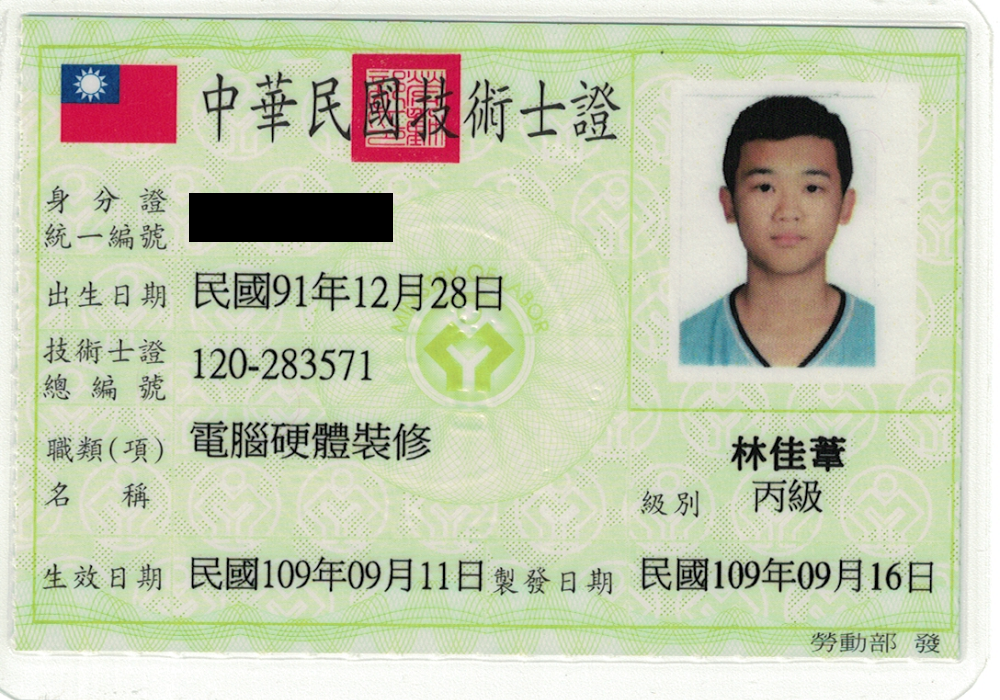 中華民國技術士證
身分證
統一編號
出生日期 民國91年12月28日
技術士證 120-283571
總編號
職類(項) 電腦硬體裝修
名稱
林佳葦
級別 丙級
生效日期 民國109年09月11日 製發日期 民國109年09月16日
勞動部 發
MINISTRY OF LABOR